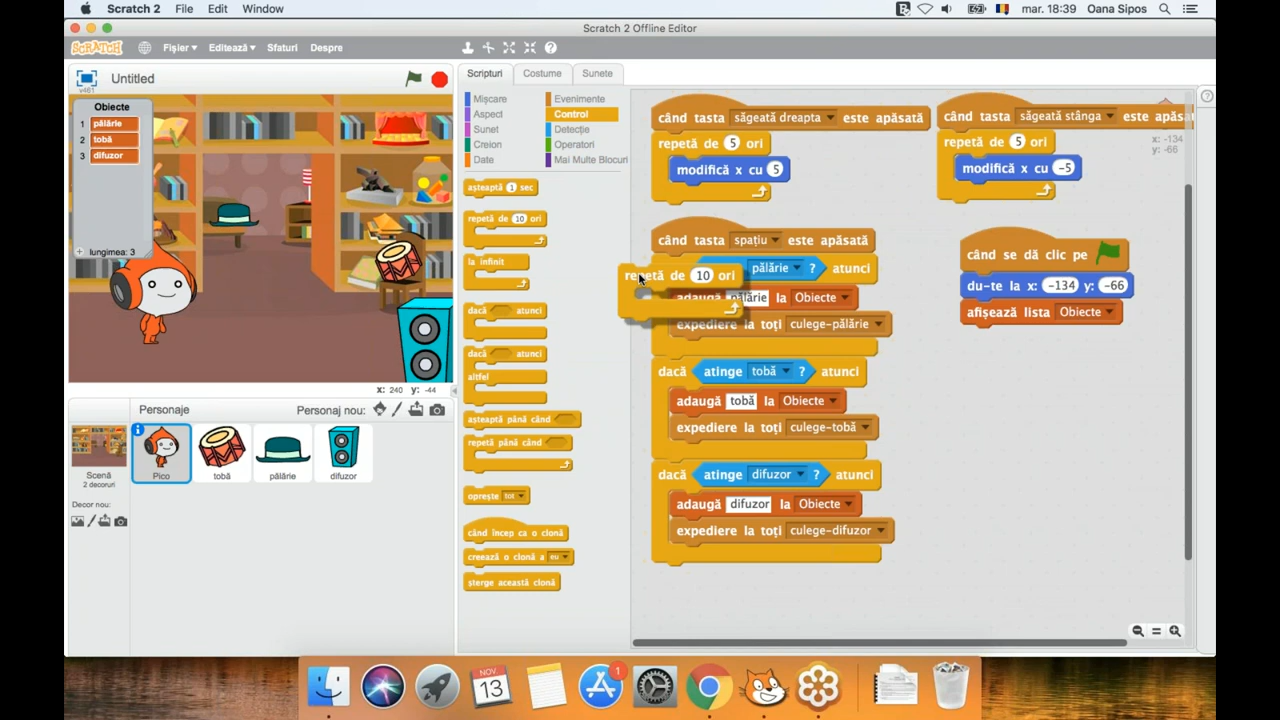 Scratch 2 File Edit Window mar. 18:39 Oana Sipos
Scratch 2 Offline Editor
SCRATCH Fișier Editează Sfaturi Despre
v461 Untitled
Obiecte
1 pălărie
2 tobă
3 difuzor
+ lungimea: 3
x: 240 y: -44
Personaje Personaj nou:
Scenă
2 decoruri
Decor nou:
i
Pico
tobă
pălărie
difuzor
Scripturi Costume Sunete
Mișcare Evenimente
Aspect Control
Sunet Detecție
Creion Operatori
Date Mai Multe Blocuri
așteaptă 1 sec
repetă de 10 ori
la infinit
dacă atunci
dacă atunci
altfel
așteaptă până când
repetă până când
oprește tot
când încep ca o clonă
creează o clonă a eu
șterge această clonă
când tasta săgeată dreapta este apăsată
repetă de 5 ori
modifică x cu 5
când tasta săgeată stânga este apăsa
repetă de 5 ori
modifică x cu -5
x: -134
y: -66
când tasta spațiu este apăsată
pălărie ? atunci
repetă de 10 ori
adaugă pălărie la Obiecte
expediere la toți culege-pălărie
dacă atinge tobă ? atunci
adaugă tobă la Obiecte
expediere la toți culege-tobă
dacă atinge difuzor ? atunci
adaugă difuzor la Obiecte
expediere la toți culege-difuzor
când se dă clic pe
du-te la x: -134 y: -66
afișează lista Obiecte
NOV
13
1